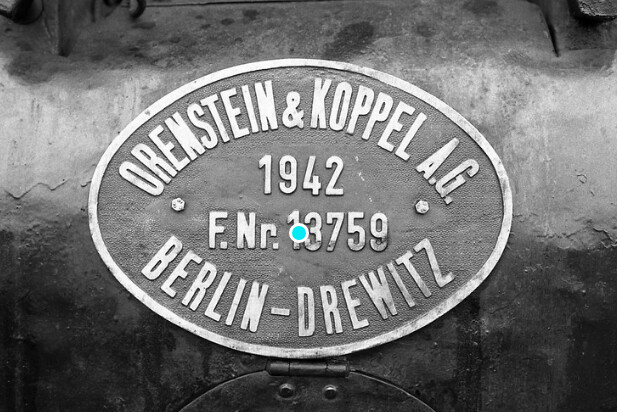 ORENSTEIN & KOPPEL A.G.
1942
F.Nr. 13759
BERLIN-DREWITZ